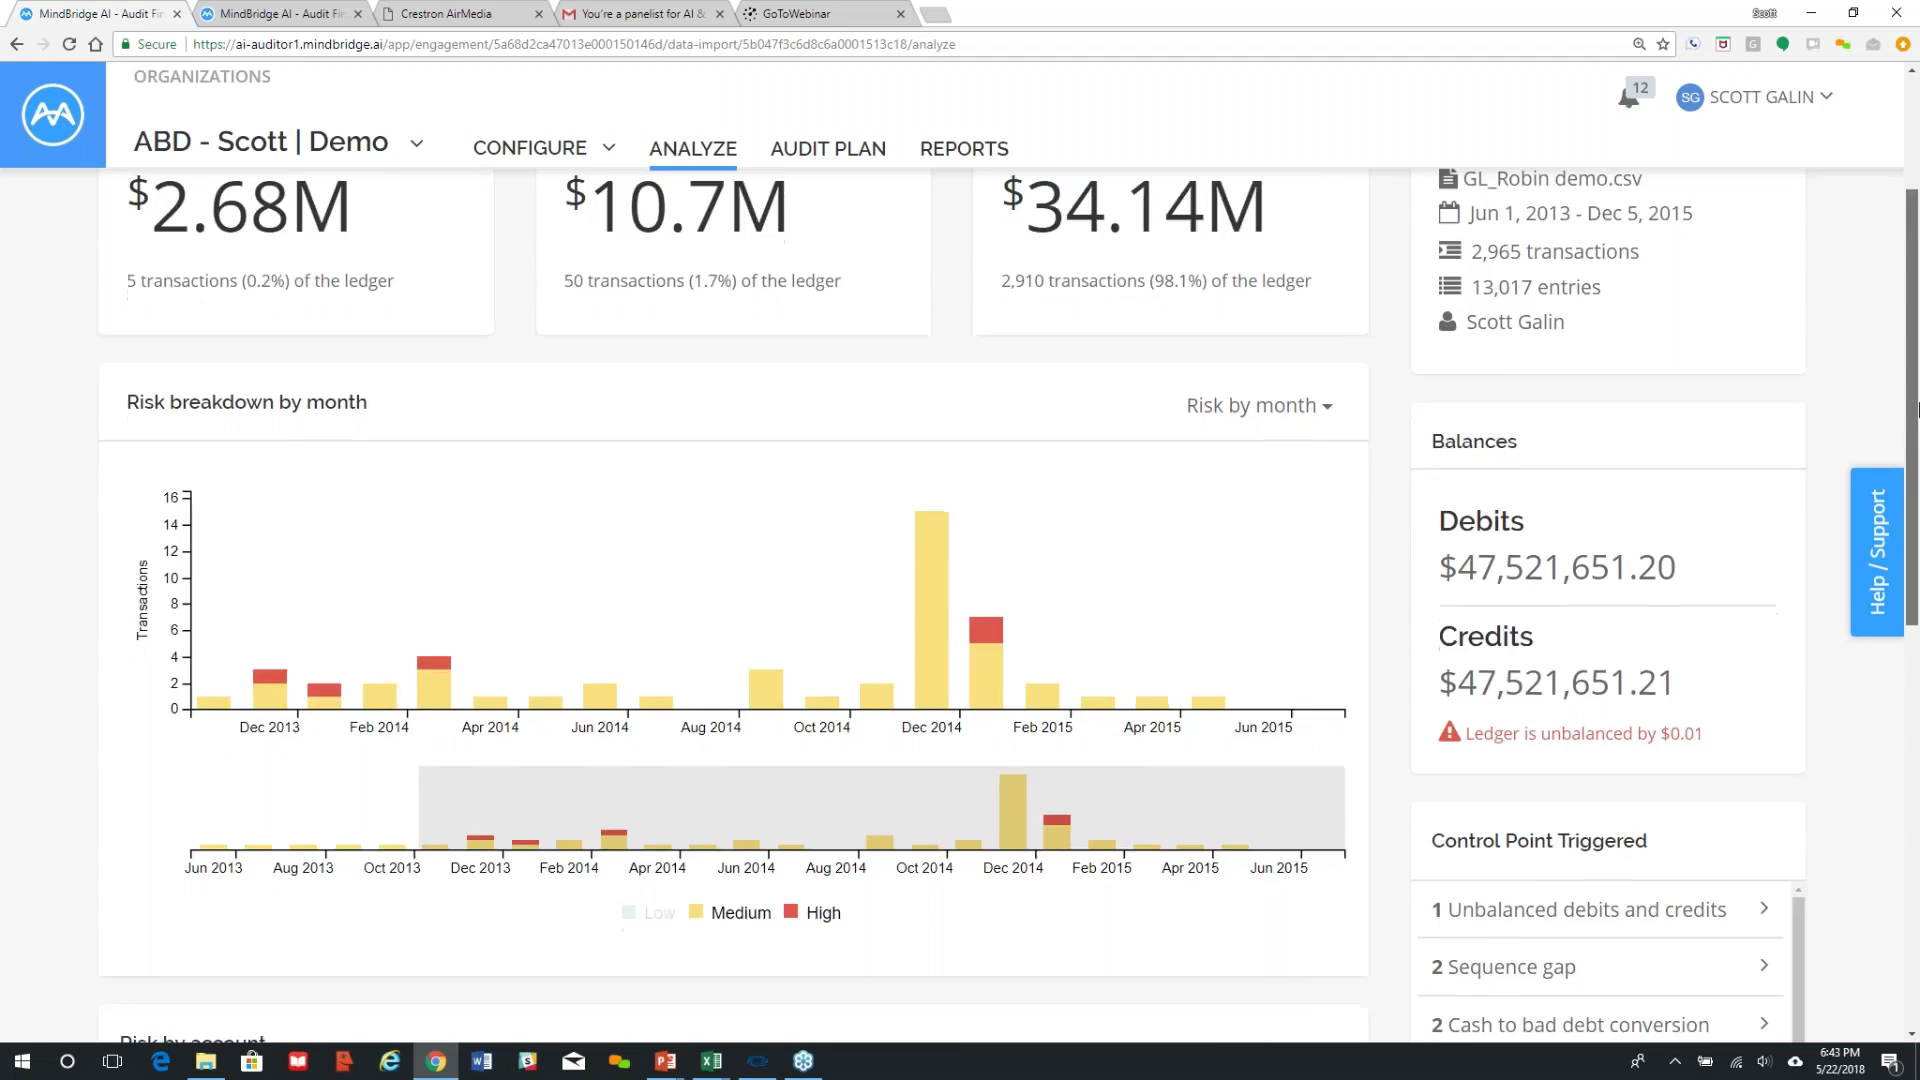 MindBridge AI - Audit Fir
MindBridge AI - Audit Fir
Crestron AirMedia
You're a panelist for AI &
GoToWebinar
Scott
Secure
https://ai-auditor1.mindbridge.ai/app/engagement/5a68d2ca47013e000150146d/data-import/5b047f3c6d8c6a0001513c18/analyze
ORGANIZATIONS
ABD - Scott | Demo
CONFIGURE
ANALYZE
AUDIT PLAN
REPORTS
12
SG SCOTT GALIN
$2.68M
5 transactions (0.2%) of the ledger
$10.7M
50 transactions (1.7%) of the ledger
$34.14M
2,910 transactions (98.1%) of the ledger
GL_Robin demo.csv
Jun 1, 2013 - Dec 5, 2015
2,965 transactions
13,017 entries
Scott Galin
Risk breakdown by month
Risk by month
Transactions
16
14
12
10
8
6
4
2
0
Dec 2013 Feb 2014 Apr 2014 Jun 2014 Aug 2014 Oct 2014 Dec 2014 Feb 2015 Apr 2015 Jun 2015
Jun 2013 Aug 2013 Oct 2013 Dec 2013 Feb 2014 Apr 2014 Jun 2014 Aug 2014 Oct 2014 Dec 2014 Feb 2015 Apr 2015 Jun 2015
Low Medium High
Risk by account
Balances
Debits
$47,521,651.20
Credits
$47,521,651.21
Ledger is unbalanced by $0.01
Control Point Triggered
1 Unbalanced debits and credits
2 Sequence gap
2 Cash to bad debt conversion
Help / Support
6:43 PM
5/22/2018
1